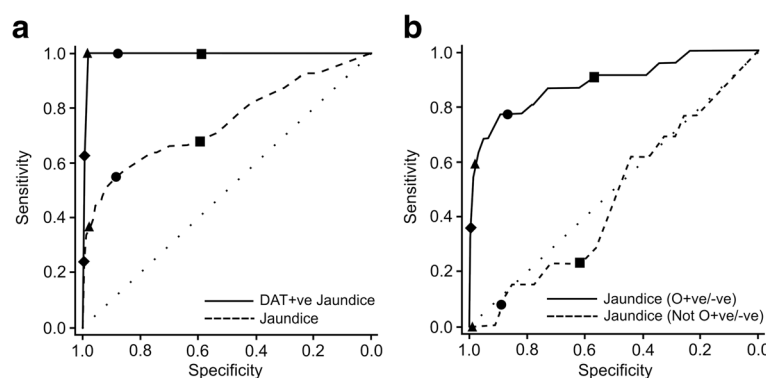 a
1.0
0.8
0.6
0.4
0.2
0.0
Sensitivity
DAT+ve Jaundice
Jaundice
1.0 0.8 0.6 0.4 0.2 0.0
Specificity
b
1.0
0.8
0.6
0.4
0.2
0.0
Sensitivity
Jaundice (O+ve/-ve)
Jaundice (Not O+ve/-ve)
1.0 0.8 0.6 0.4 0.2 0.0
Specificity